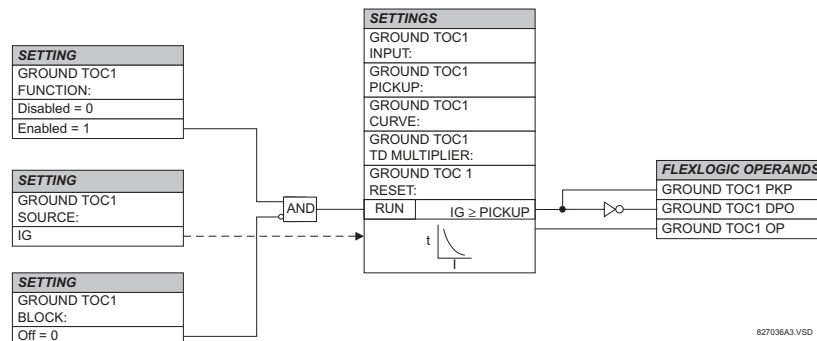 SETTING
GROUND TOC1
FUNCTION:
Disabled = 0
Enabled = 1
SETTING
GROUND TOC1
SOURCE:
IG
SETTING
GROUND TOC1
BLOCK:
Off = 0
AND
SETTINGS
GROUND TOC1
INPUT:
GROUND TOC1
PICKUP:
GROUND TOC1
CURVE:
GROUND TOC1
TD MULTIPLIER:
GROUND TOC 1
RESET:
RUN
IG ≥ PICKUP
t
I
FLEXLOGIC OPERANDS
GROUND TOC1 PKP
GROUND TOC1 DPO
GROUND TOC1 OP
827036A3.VSD